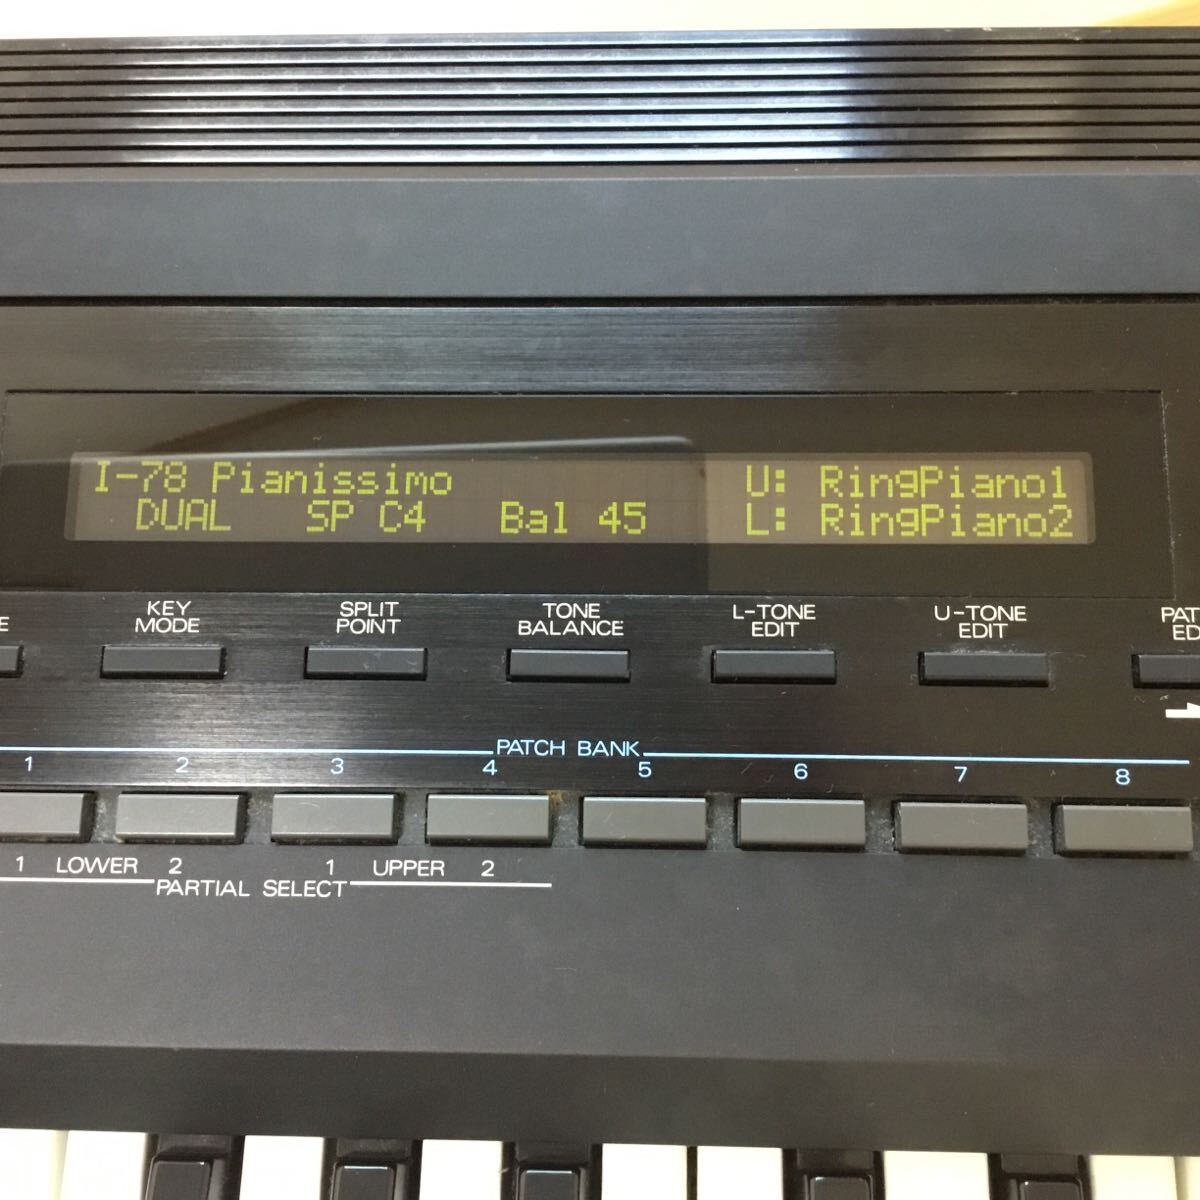 I-78 Pianissimo U: RingPiano1
DUAL SP C4 Bal 45 L: RingPiano2
KEY MODE
SPLIT POINT
TONE BALANCE
L-TONE EDIT
U-TONE EDIT
PATCH BANK
1 2 3 4 5 6 7 8
1 LOWER 2 1 UPPER 2
PARTIAL SELECT